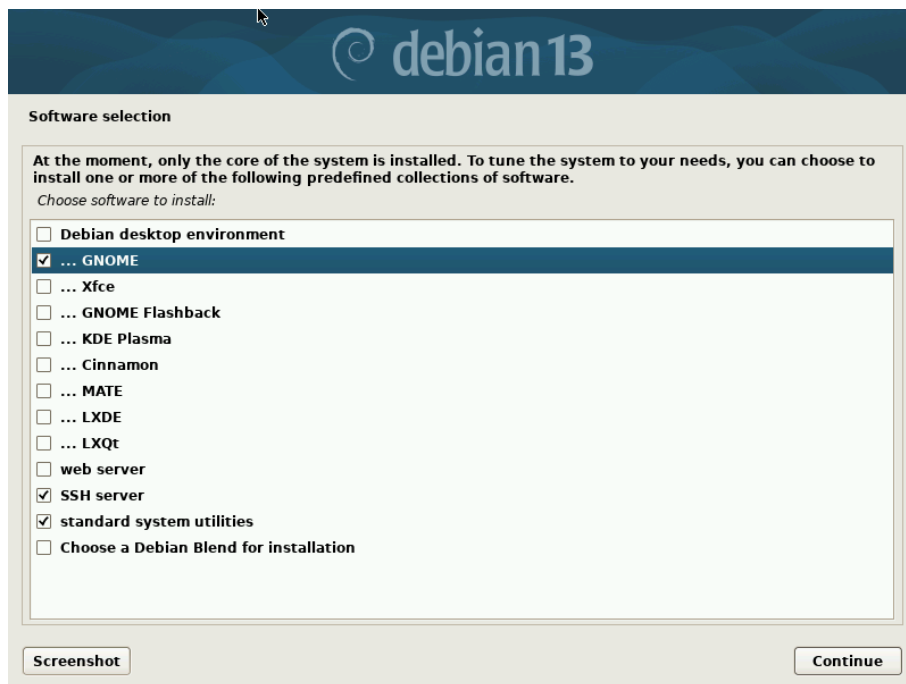 debian 13
Software selection
At the moment, only the core of the system is installed. To tune the system to your needs, you can choose to
install one or more of the following predefined collections of software.
Choose software to install:
Debian desktop environment
... GNOME
... Xfce
... GNOME Flashback
... KDE Plasma
... Cinnamon
... MATE
... LXDE
... LXQt
web server
SSH server
standard system utilities
Choose a Debian Blend for installation
Screenshot
Continue